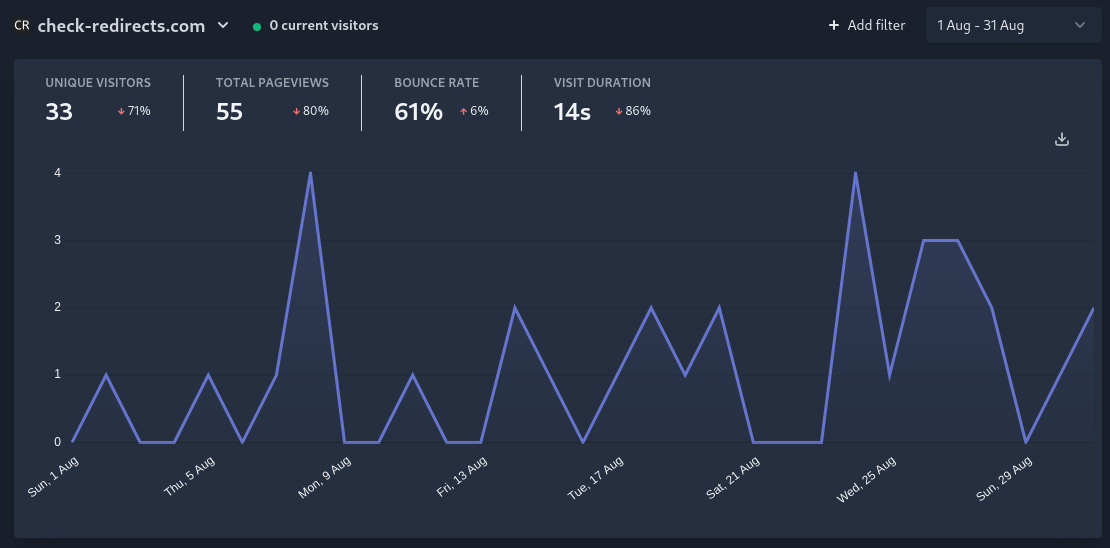 CR check-redirects.com 0 current visitors + Add filter 1 Aug - 31 Aug
UNIQUE VISITORS TOTAL PAGEVIEWS BOUNCE RATE VISIT DURATION
33 ↓ 71% 55 ↓ 80% 61% ↑ 6% 14s ↓ 86%
4
3
2
1
0
Sun, 1 Aug Thu, 5 Aug Mon, 9 Aug Fri, 13 Aug Tue, 17 Aug Sat, 21 Aug Wed, 25 Aug Sun, 29 Aug